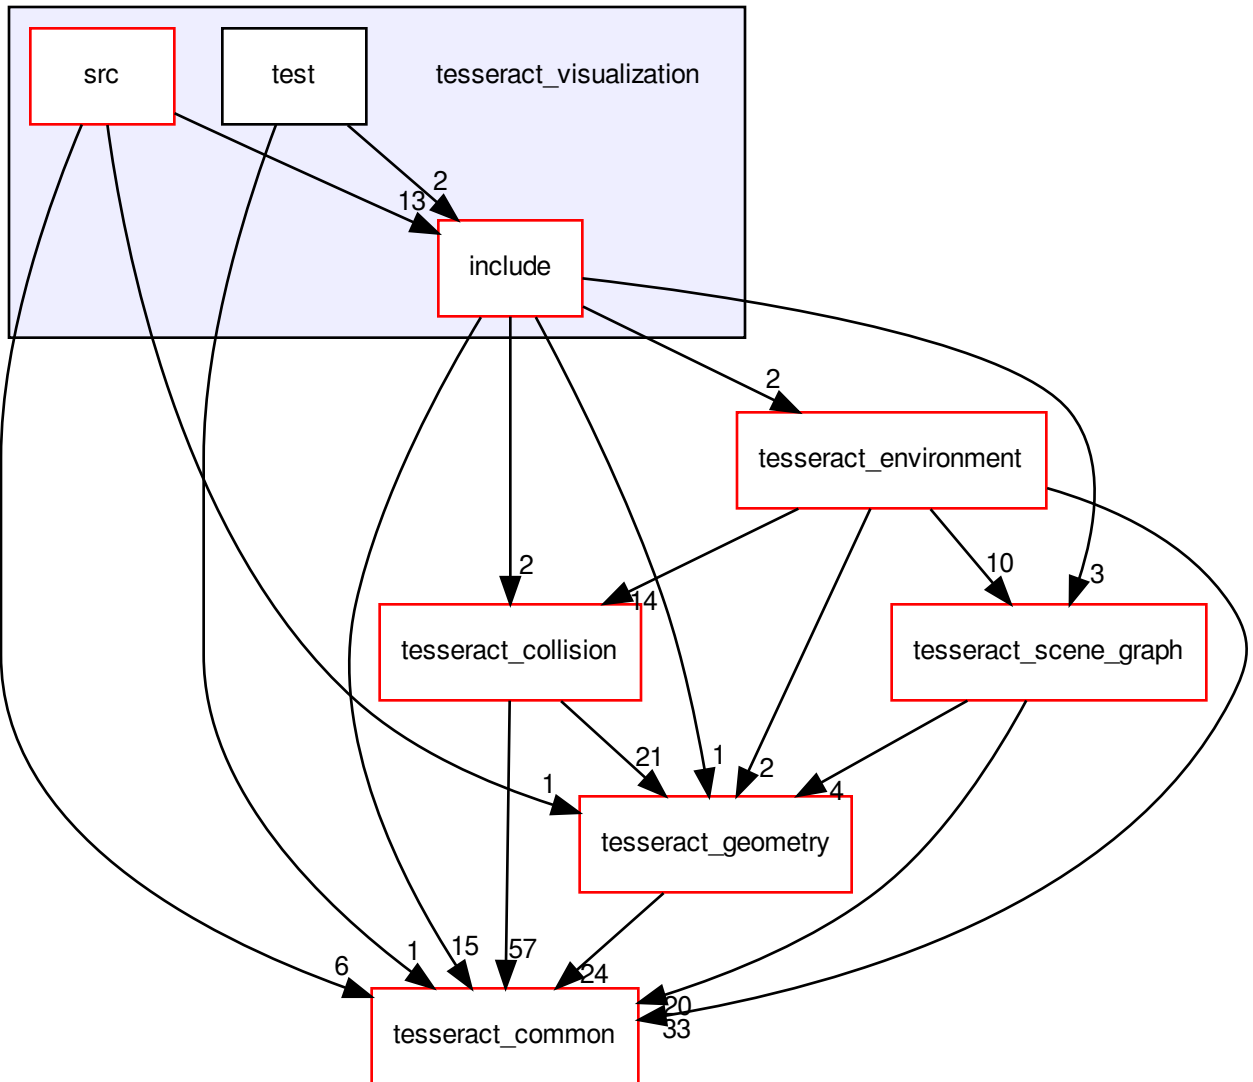 src
test
tesseract_visualization
2
13
include
2
tesseract_environment
2
10
3
14
tesseract_collision
tesseract_scene_graph
21
1
2
1
4
tesseract_geometry
6
1
15
57
24
20
33
tesseract_common